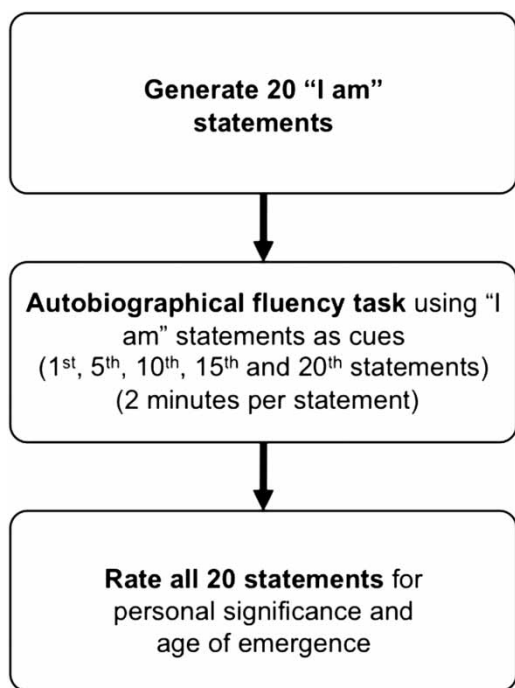 Generate 20 “I am”
statements
Autobiographical fluency task using “I
am” statements as cues
(1st, 5th, 10th, 15th and 20th statements)
(2 minutes per statement)
Rate all 20 statements for
personal significance and
age of emergence